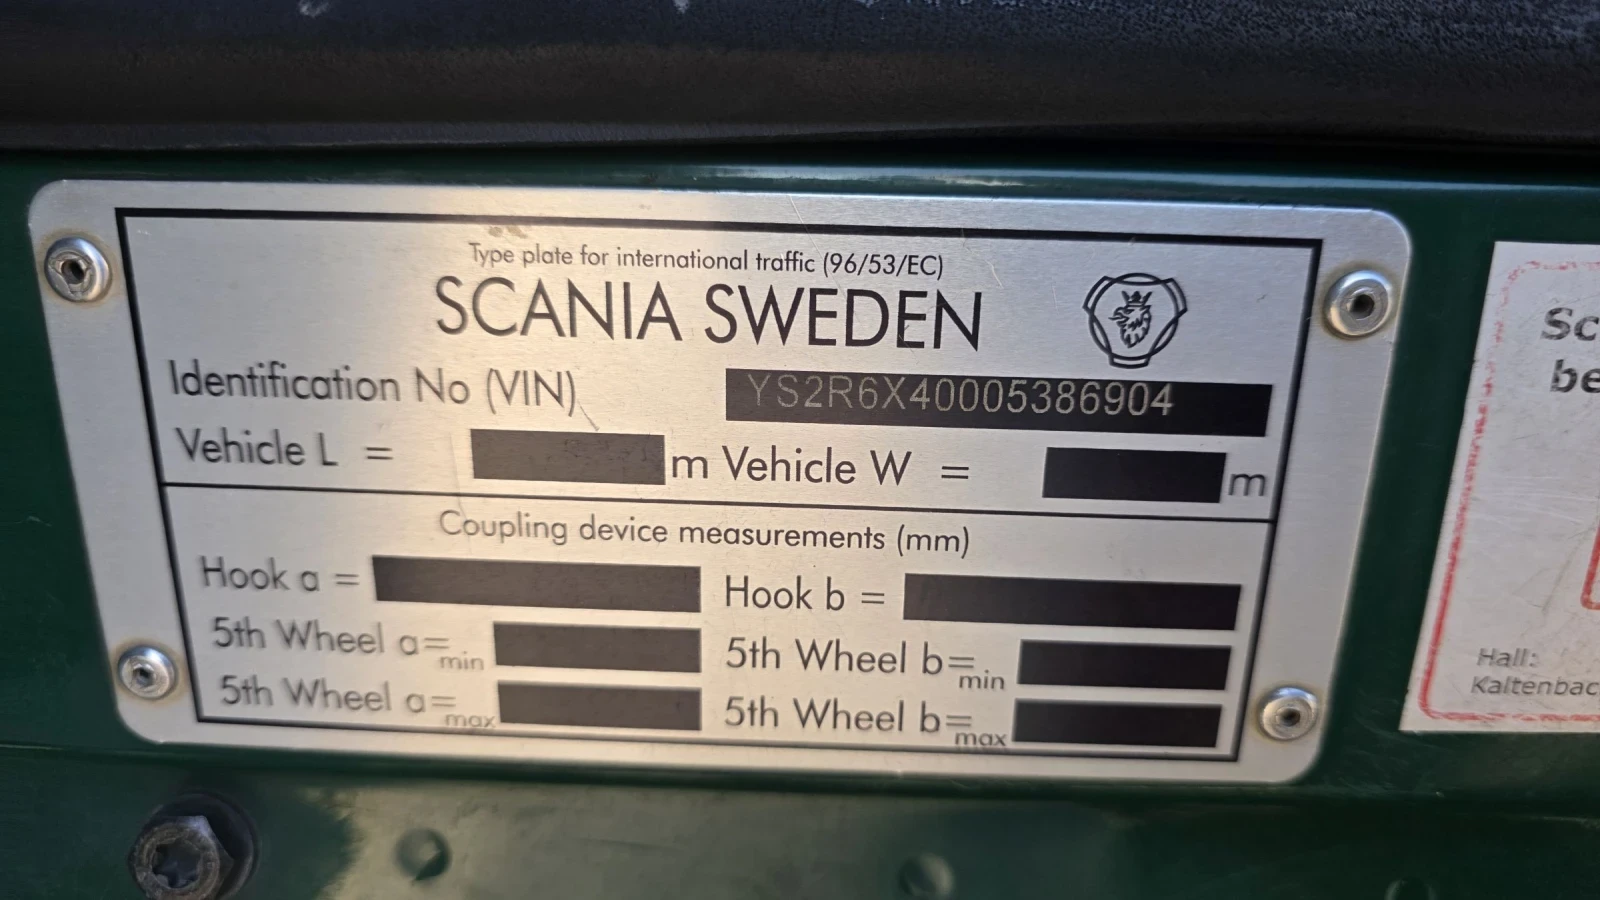 Type plate for international traffic (96/53/EC)
SCANIA SWEDEN
Identification No (VIN) YS2R6X40005386904
Vehicle L = m Vehicle W = m
Coupling device measurements (mm)
Hook a = Hook b =
5th Wheel a= min 5th Wheel b= min
5th Wheel a= max 5th Wheel b= max
Sc
be
Hall:
Kaltenbac